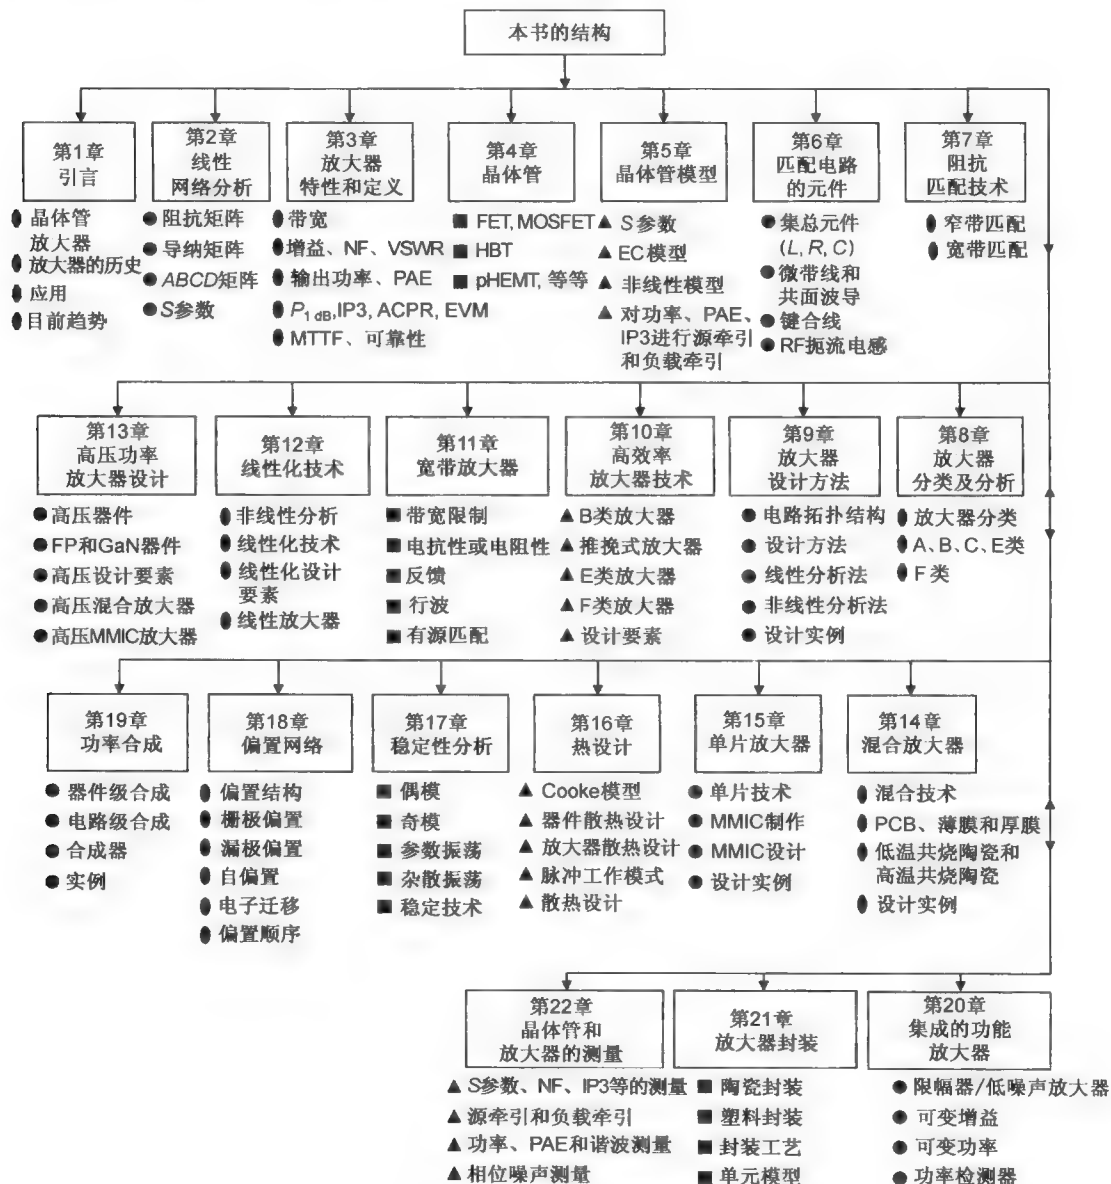 本书的结构
第1章
引言
晶体管
放大器
放大器的历史
应用
目前趋势
第2章
线性
网络分析
阻抗矩阵
导纳矩阵
ABCD矩阵
S参数
第3章
放大器
特性和定义
带宽
增益、NF、VSWR
输出功率、PAE
P1 dB,IP3, ACPR, EVM
MTTF、可靠性
第4章
晶体管
FET, MOSFET
HBT
pHEMT, 等等
第5章
晶体管模型
S参数
EC模型
非线性模型
对功率、PAE、
IP3进行源牵引
和负载牵引
第6章
匹配电路
的元件
集总元件
(L, R, C)
微带线和
共面波导
键合线
RF扼流电感
第7章
阻抗
匹配技术
窄带匹配
宽带匹配
第13章
高压功率
放大器设计
高压器件
FP和GaN器件
高压设计要素
高压混合放大器
高压MMIC放大器
第12章
线性化技术
非线性分析
线性化技术
线性化设计
要素
线性放大器
第11章
宽带放大器
带宽限制
电抗性或电阻性
反馈
行波
有源匹配
第10章
高效率
放大器技术
B类放大器
推挽式放大器
E类放大器
F类放大器
设计要素
第9章
放大器
设计方法
电路拓扑结构
设计方法
线性分析法
非线性分析法
设计实例
第8章
放大器
分类及分析
放大器分类
A、B、C、E类
F类
第19章
功率合成
器件级合成
电路级合成
合成器
实例
第18章
偏置网络
偏置结构
栅极偏置
漏极偏置
自偏置
电子迁移
偏置顺序
第17章
稳定性分析
偶模
奇模
参数振荡
杂散振荡
稳定技术
第16章
热设计
Cooke模型
器件散热设计
放大器散热设计
脉冲工作模式
散热设计
第15章
单片放大器
单片技术
MMIC制作
MMIC设计
设计实例
第14章
混合放大器
混合技术
PCB、薄膜和厚膜
低温共烧陶瓷和
高温共烧陶瓷
设计实例
第22章
晶体管和
放大器的测量
S参数、NF、IP3等的测量
源牵引和负载牵引
功率、PAE和谐波测量
相位噪声测量
第21章
放大器封装
陶瓷封装
塑料封装
封装工艺
单元模型
第20章
集成的功能
放大器
限幅器/低噪声放大器
可变增益
可变功率
功率检测器